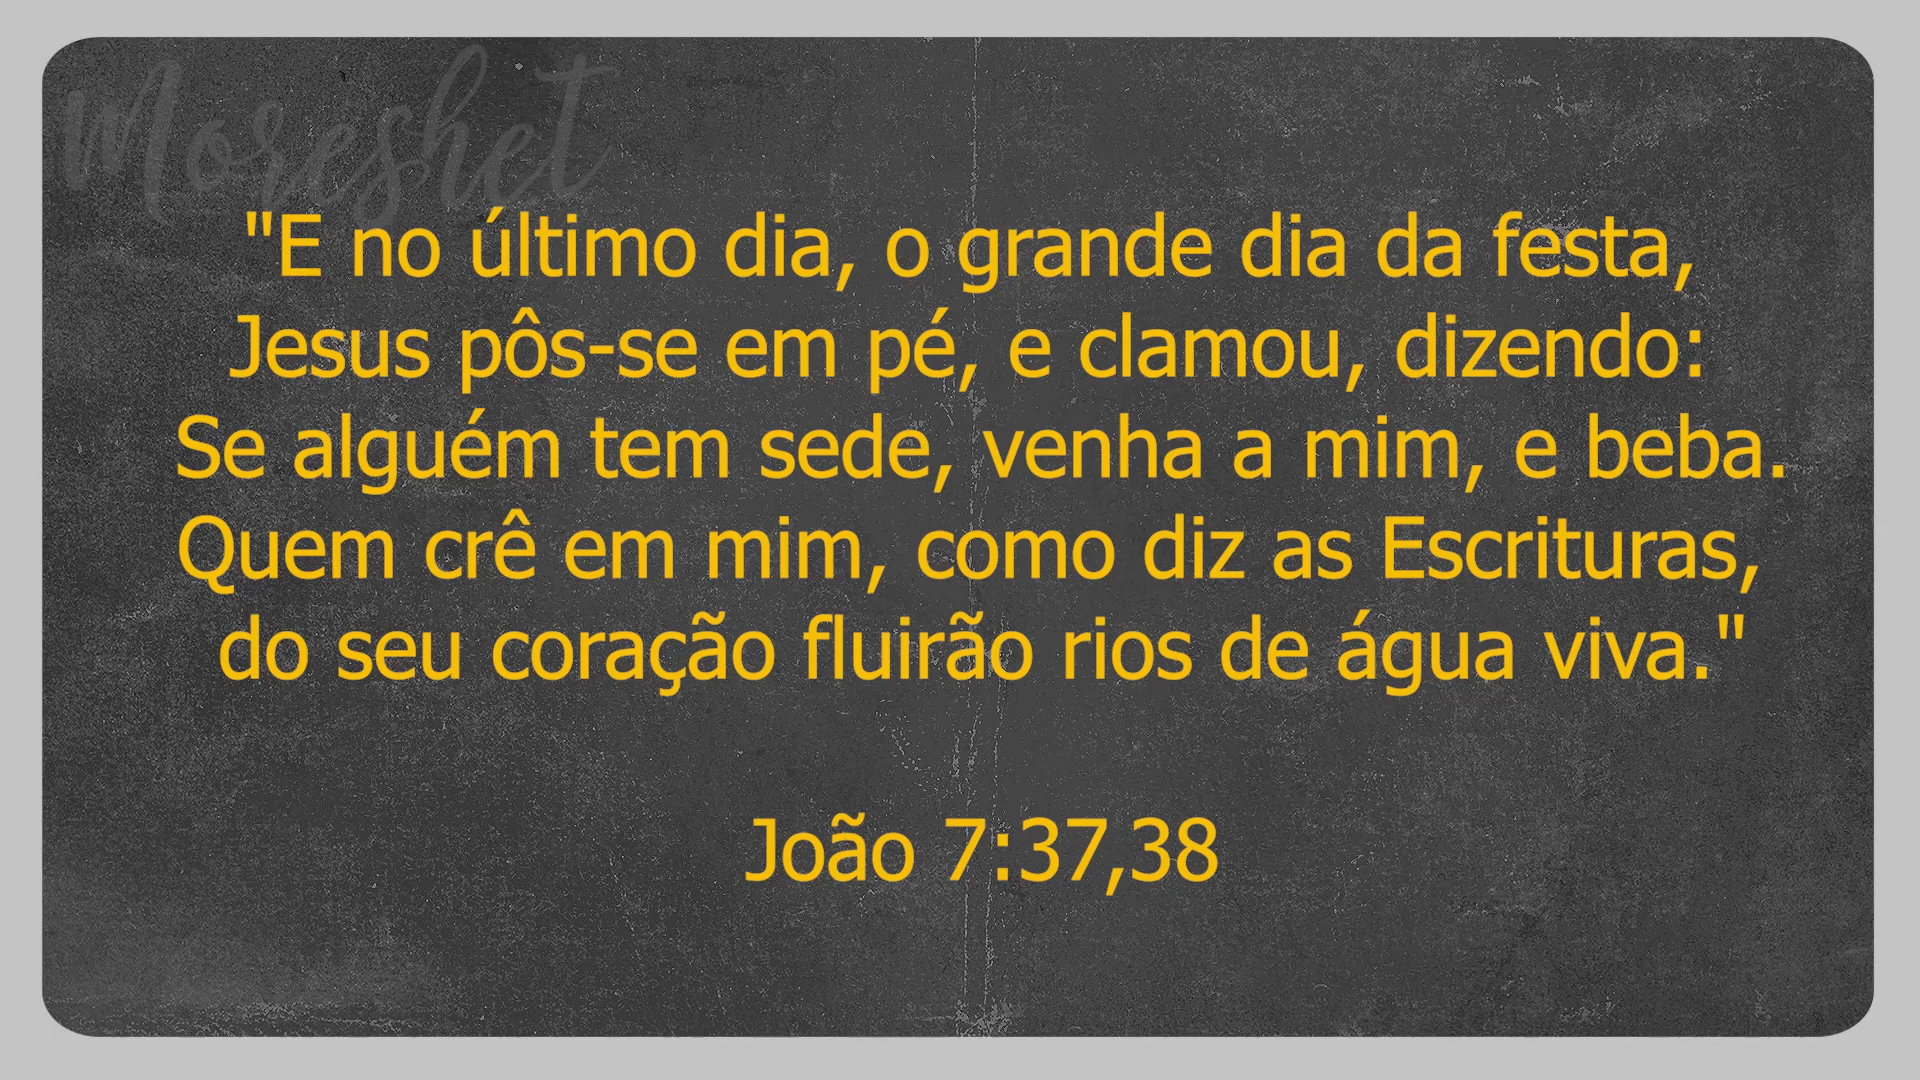 Moreshet
"E no último dia, o grande dia da festa,
Jesus pôs-se em pé, e clamou, dizendo:
Se alguém tem sede, venha a mim, e beba.
Quem crê em mim, como diz as Escrituras,
do seu coração fluirão rios de água viva."
João 7:37,38